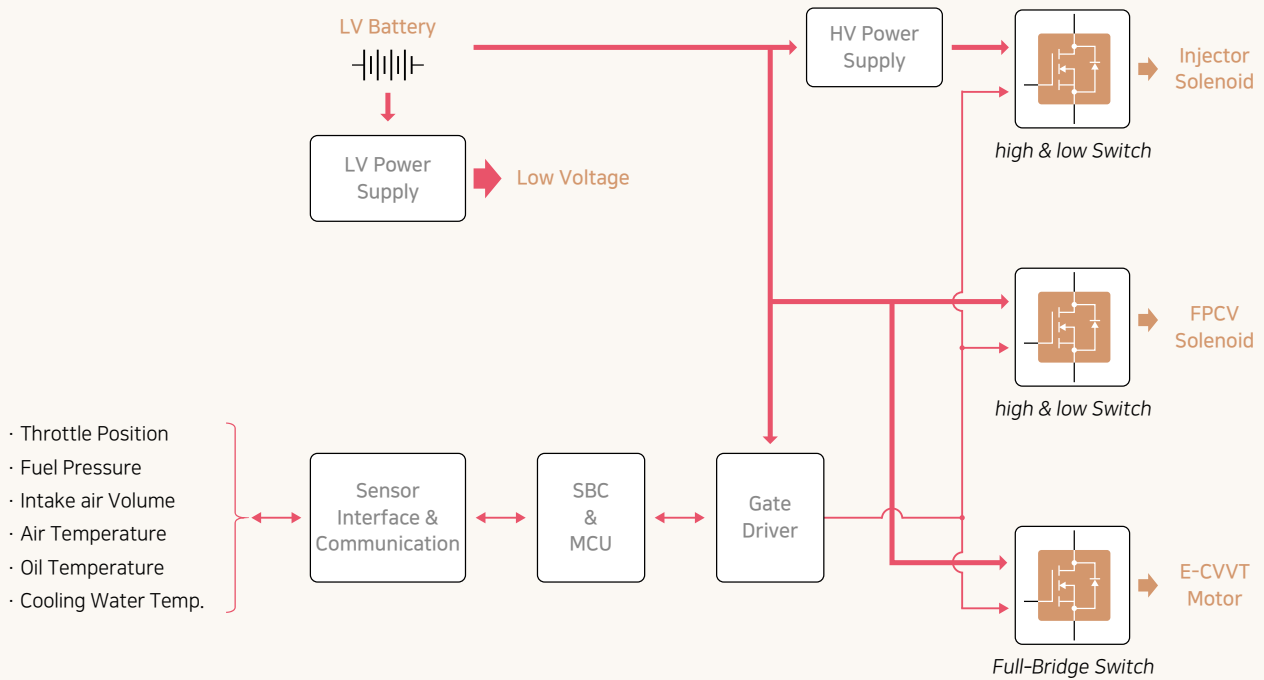 LV Battery
HV Power
Supply
Injector
Solenoid
high & low Switch
LV Power
Supply
Low Voltage
FPCV
Solenoid
high & low Switch
· Throttle Position
· Fuel Pressure
· Intake air Volume
· Air Temperature
· Oil Temperature
· Cooling Water Temp.
Sensor
Interface &
Communication
SBC
&
MCU
Gate
Driver
E-CVVT
Motor
Full-Bridge Switch